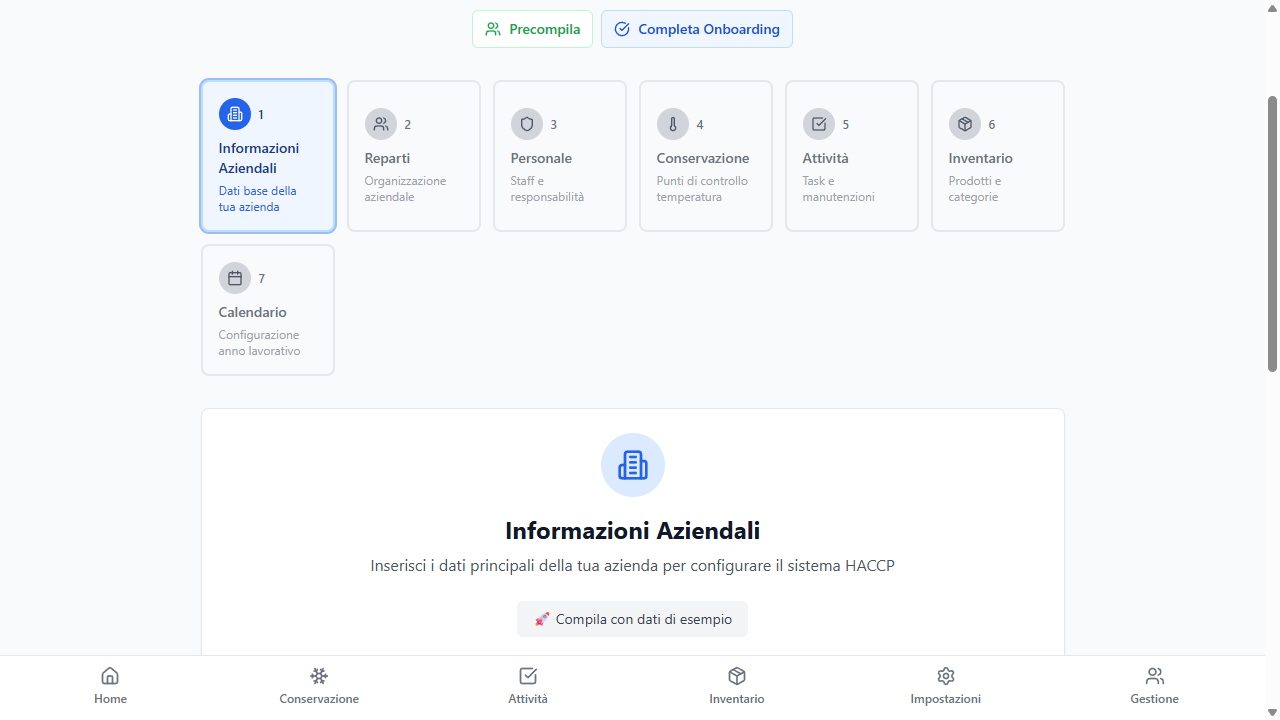 Precompila
Completa Onboarding
1
Informazioni
Aziendali
Dati base della
tua azienda
2
Reparti
Organizzazione
aziendale
3
Personale
Staff e
responsabilità
4
Conservazione
Punti di controllo
temperatura
5
Attività
Task e
manutenzioni
6
Inventario
Prodotti e
categorie
7
Calendario
Configurazione
anno lavorativo
Informazioni Aziendali
Inserisci i dati principali della tua azienda per configurare il sistema HACCP
🚀 Compila con dati di esempio
Home
Conservazione
Attività
Inventario
Impostazioni
Gestione